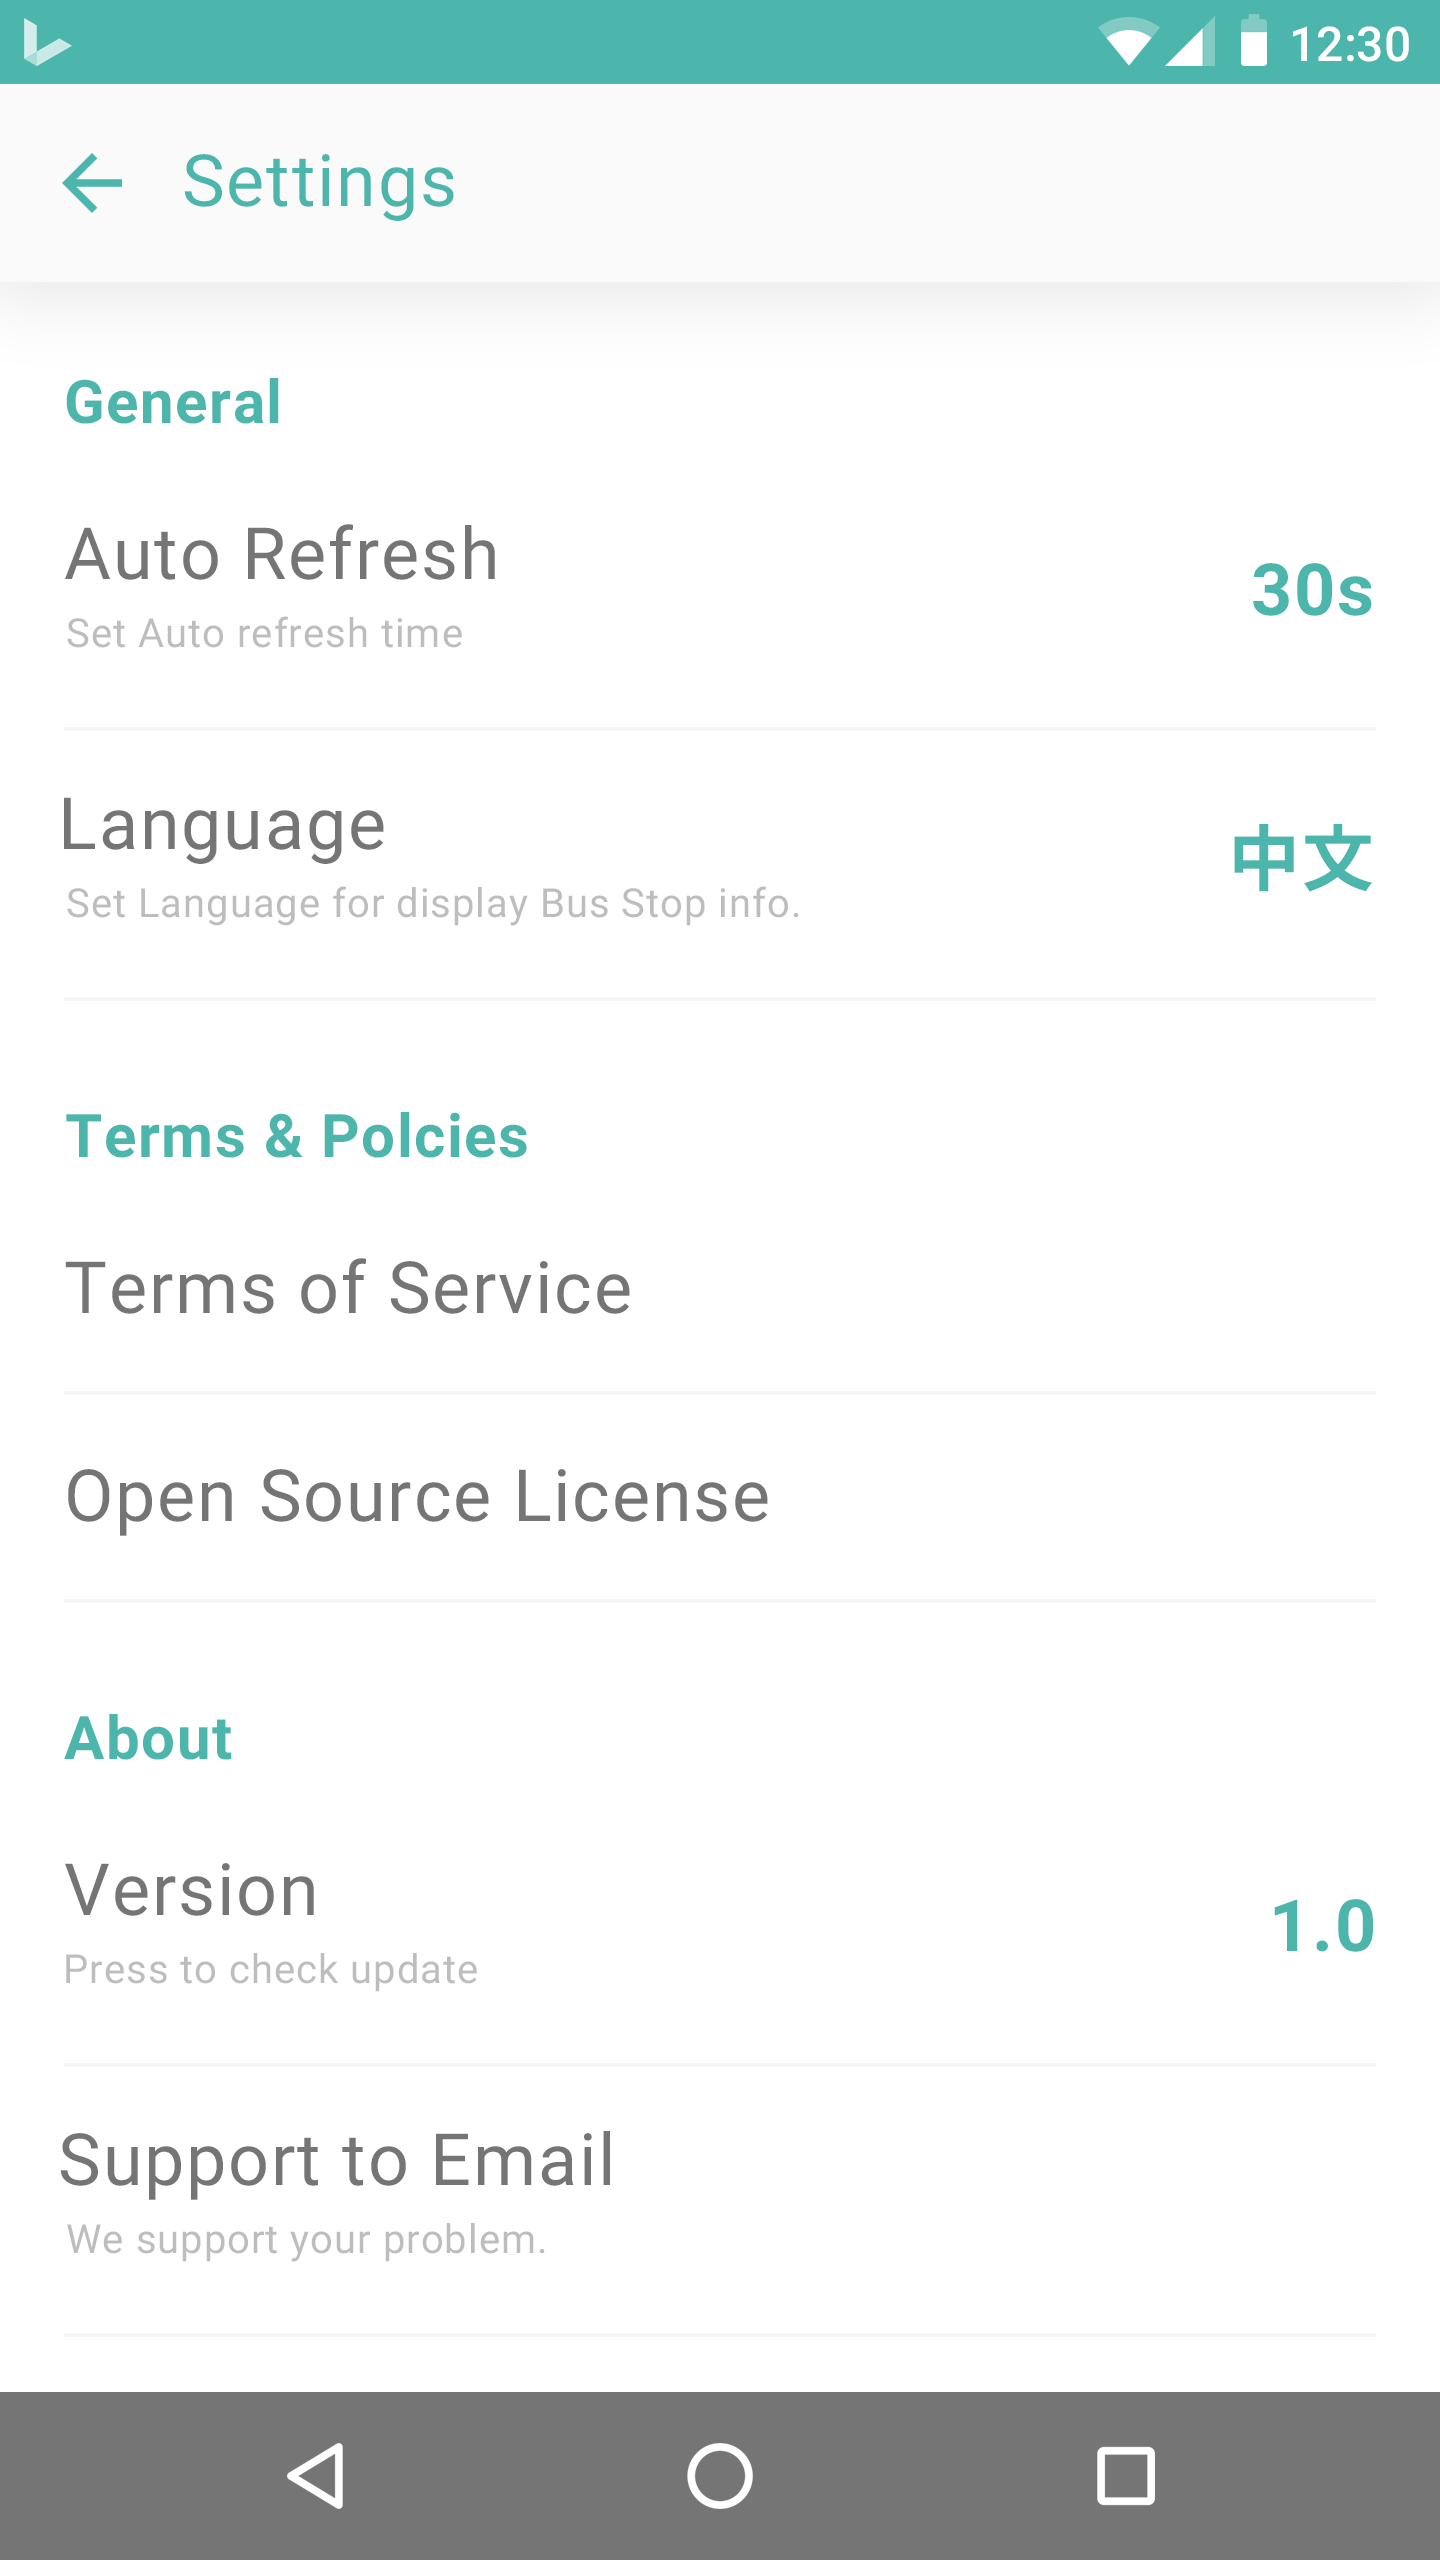 12:30
Settings
General
Auto Refresh
30s
Set Auto refresh time
Language
中文
Set Language for display Bus Stop info.
Terms & Polcies
Terms of Service
Open Source License
About
Version
1.0
Press to check update
Support to Email
We support your problem.